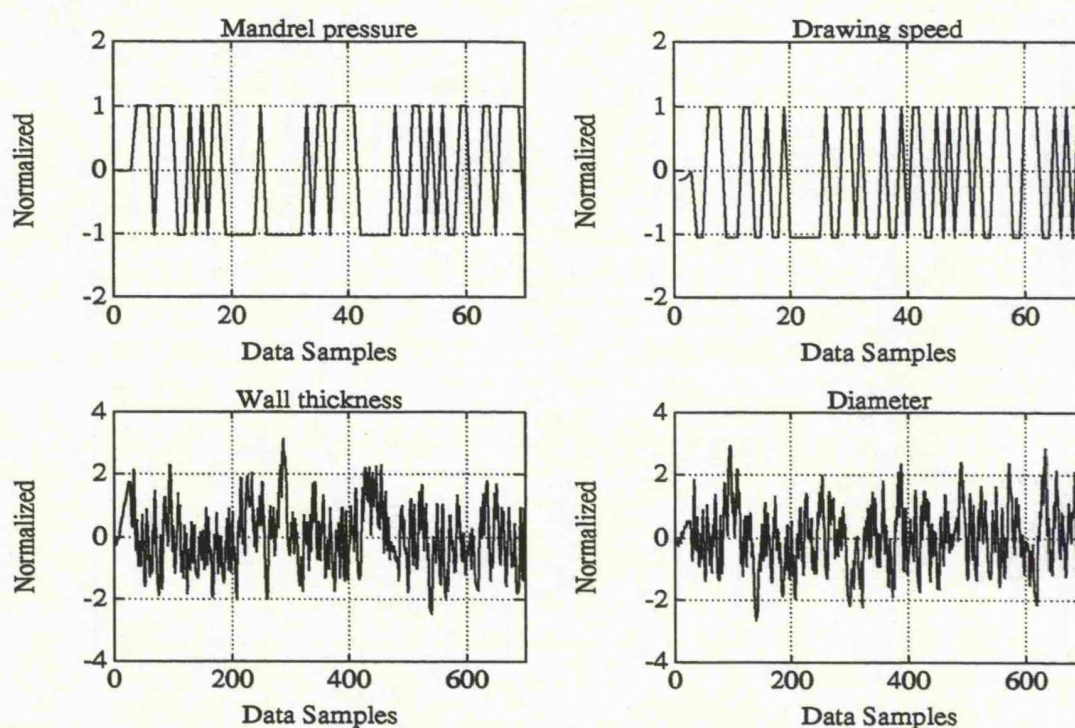 Mandrel pressure
2
1
0
-1
-2
Normalized
0 20 40 60
Data Samples
Drawing speed
2
1
0
-1
-2
Normalized
0 20 40 60
Data Samples
Wall thickness
4
2
0
-2
-4
Normalized
0 200 400 600
Data Samples
Diameter
4
2
0
-2
-4
Normalized
0 200 400 600
Data Samples